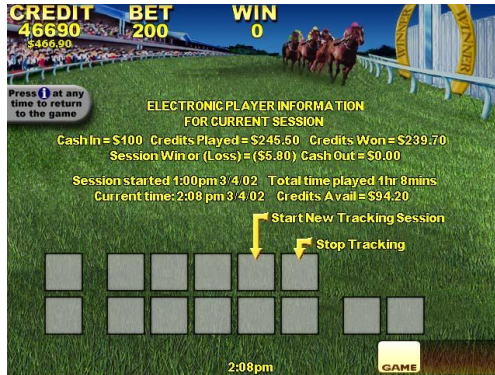 CREDIT BET WIN
46690 200 0
$466.90
WINNER
Press i at any
time to return
to the game
ELECTRONIC PLAYER INFORMATION
FOR CURRENT SESSION
Cash In = $100 Credits Played = $245.50 Credits Won = $239.70
Session Win or (Loss) = ($5.80) Cash Out = $0.00
Session started 1:00pm 3/4/02 Total time played 1hr 8mins
Current time: 2:08 pm 3/4/02 Credits Avail = $94.20
Start New Tracking Session
Stop Tracking
2:08pm
GAME